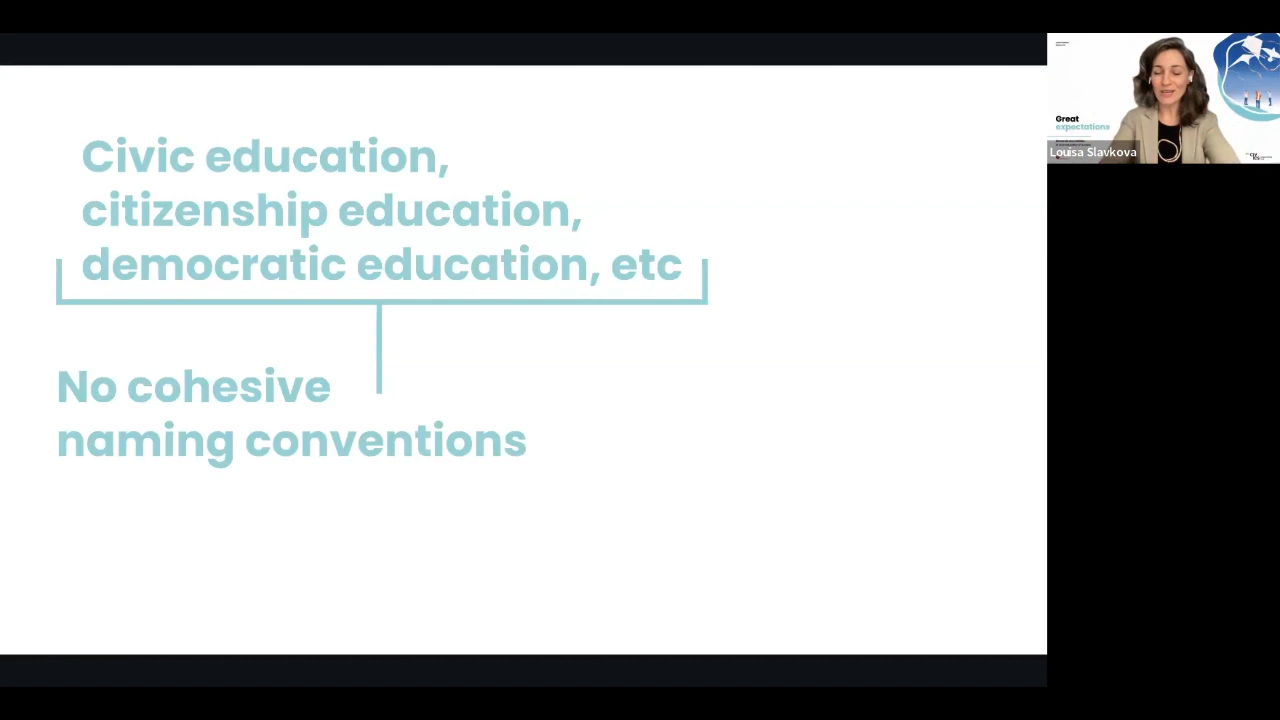 Civic education,
citizenship education,
democratic education, etc
No cohesive
naming conventions
Great
expectations
Louisa Slavkova